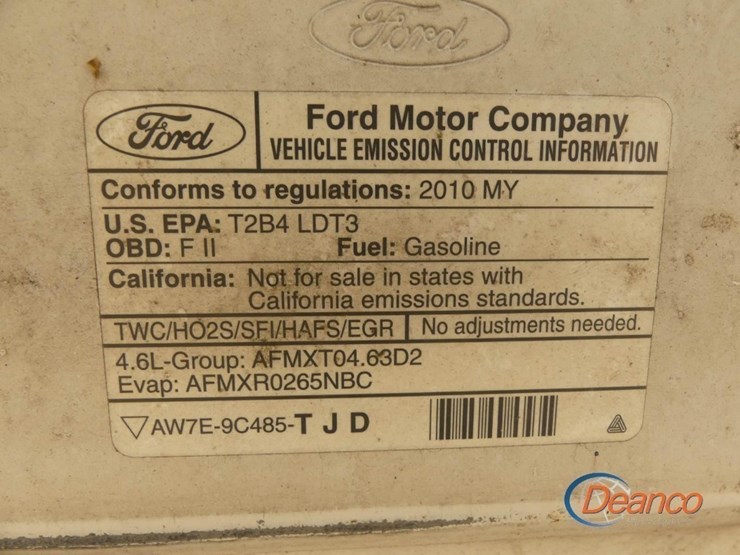 Ford
Ford
Ford Motor Company
VEHICLE EMISSION CONTROL INFORMATION
Conforms to regulations: 2010 MY
U.S. EPA: T2B4 LDT3
OBD: F II Fuel: Gasoline
California: Not for sale in states with
California emissions standards.
TWC/HO2S/SFI/HAFS/EGR No adjustments needed.
4.6L-Group: AFMXT04.63D2
Evap: AFMXR0265NBC
AW7E-9C485-T J D
Deanco